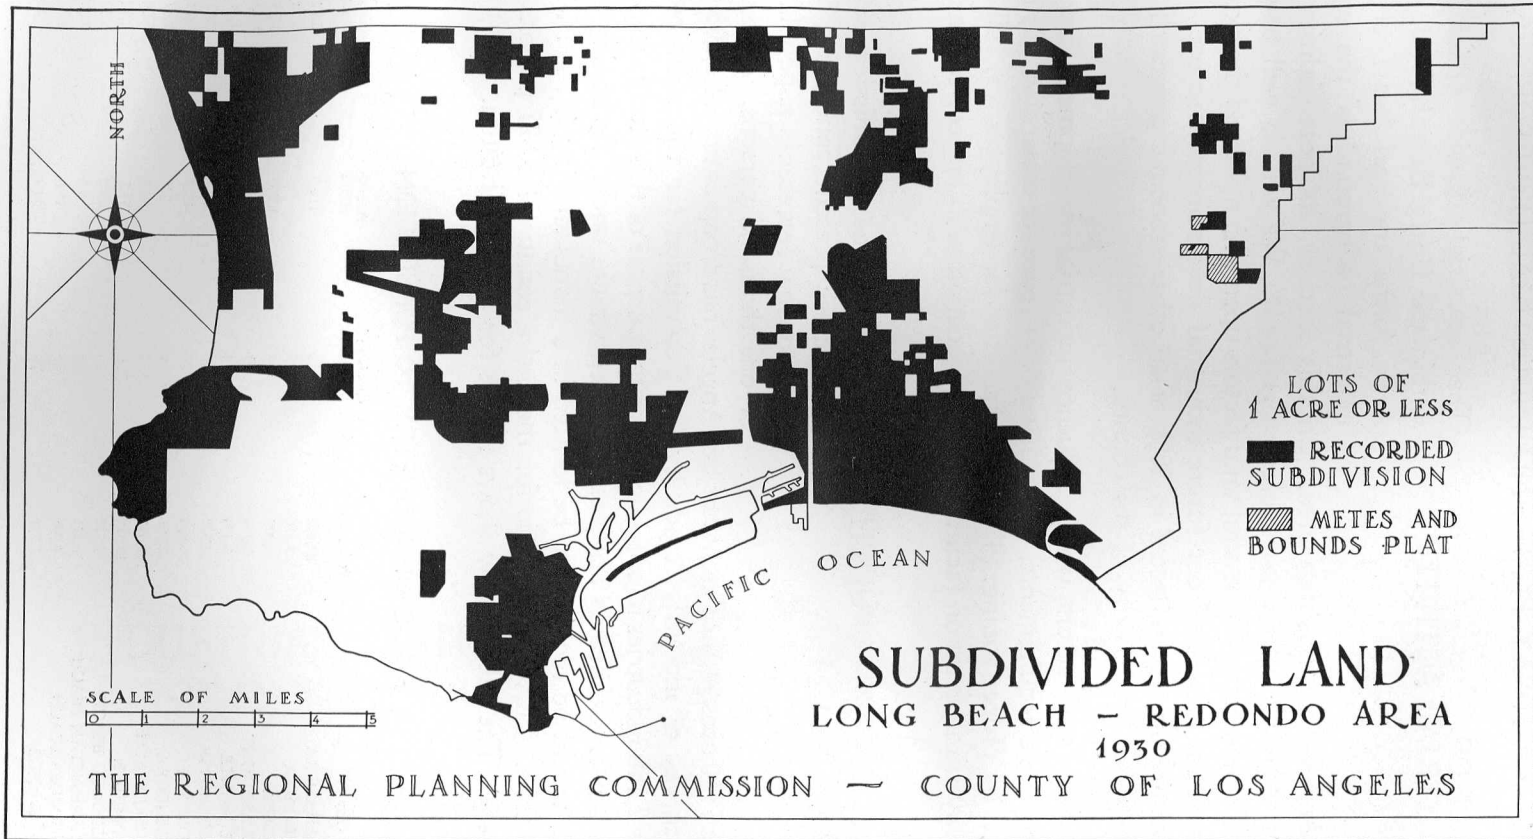 NORTH
LOTS OF
1 ACRE OR LESS
RECORDED
SUBDIVISION
METES AND
BOUNDS PLAT
PACIFIC OCEAN
SUBDIVIDED LAND
LONG BEACH – REDONDO AREA
1930
SCALE OF MILES
0 1 2 3 4 5
THE REGIONAL PLANNING COMMISSION — COUNTY OF LOS ANGELES